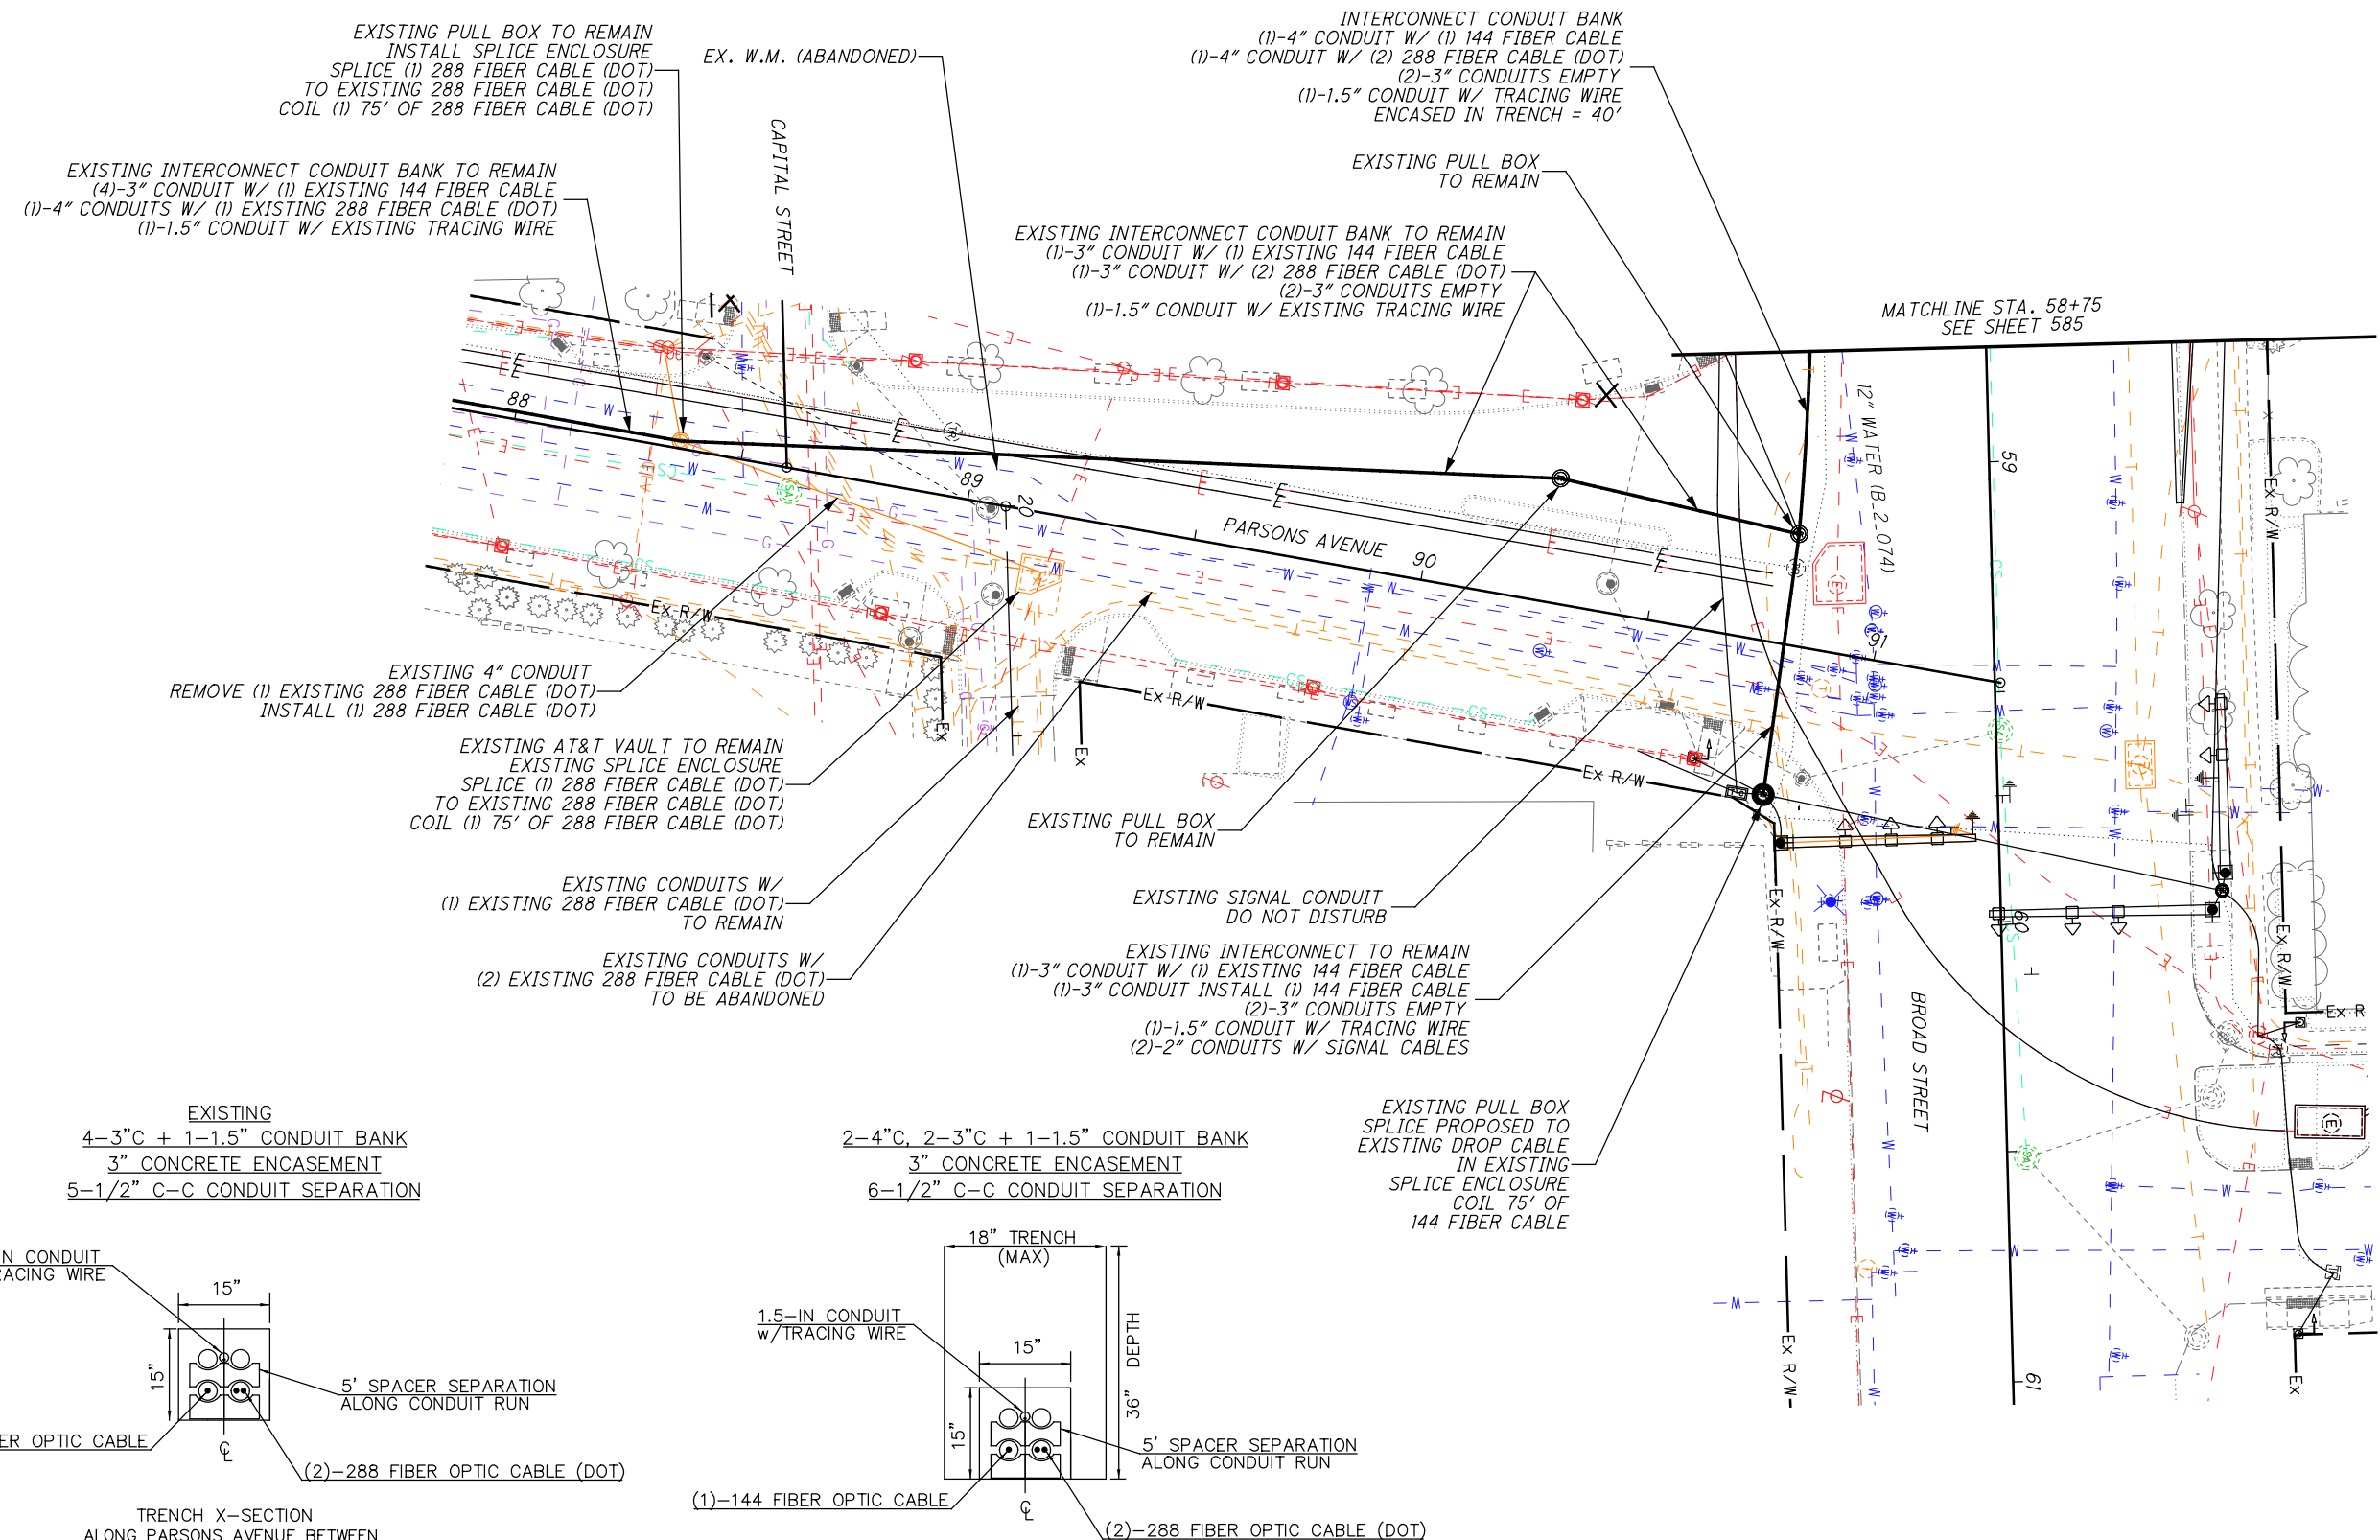 EXISTING PULL BOX TO REMAIN
INSTALL SPLICE ENCLOSURE
SPLICE (1) 288 FIBER CABLE (DOT)
TO EXISTING 288 FIBER CABLE (DOT)
COIL (1) 75' OF 288 FIBER CABLE (DOT)
EX. W.M. (ABANDONED)
INTERCONNECT CONDUIT BANK
(1)-4" CONDUIT W/ (1) 144 FIBER CABLE
(1)-4" CONDUIT W/ (2) 288 FIBER CABLE (DOT)
(2)-3" CONDUITS EMPTY
(1)-1.5" CONDUIT W/ TRACING WIRE
ENCASED IN TRENCH = 40'
CAPITAL STREET
EXISTING INTERCONNECT CONDUIT BANK TO REMAIN
(4)-3" CONDUIT W/ (1) EXISTING 144 FIBER CABLE
(1)-4" CONDUITS W/ (1) EXISTING 288 FIBER CABLE (DOT)
(1)-1.5" CONDUIT W/ EXISTING TRACING WIRE
EXISTING PULL BOX
TO REMAIN
EXISTING INTERCONNECT CONDUIT BANK TO REMAIN
(1)-3" CONDUIT W/ (1) EXISTING 144 FIBER CABLE
(1)-3" CONDUIT W/ (2) 288 FIBER CABLE (DOT)
(2)-3" CONDUITS EMPTY
(1)-1.5" CONDUIT W/ EXISTING TRACING WIRE
MATCHLINE STA. 58+75
SEE SHEET 585
12" WATER (B-2-074)
88
89
20
PARSONS AVENUE
90
91
59
60
61
Ex R/W
Ex R/W
Ex R/W
Ex R/W
Ex R/W
Ex R/W
Ex R/W
Ex R
Ex
Ex
Ex
EXISTING 4" CONDUIT
REMOVE (1) EXISTING 288 FIBER CABLE (DOT)
INSTALL (1) 288 FIBER CABLE (DOT)
EXISTING AT&T VAULT TO REMAIN
EXISTING SPLICE ENCLOSURE
SPLICE (1) 288 FIBER CABLE (DOT)
TO EXISTING 288 FIBER CABLE (DOT)
COIL (1) 75' OF 288 FIBER CABLE (DOT)
EXISTING CONDUITS W/
(1) EXISTING 288 FIBER CABLE (DOT)
TO REMAIN
EXISTING CONDUITS W/
(2) EXISTING 288 FIBER CABLE (DOT)
TO BE ABANDONED
EXISTING PULL BOX
TO REMAIN
EXISTING SIGNAL CONDUIT
DO NOT DISTURB
EXISTING INTERCONNECT TO REMAIN
(1)-3" CONDUIT W/ (1) EXISTING 144 FIBER CABLE
(1)-3" CONDUIT INSTALL (1) 144 FIBER CABLE
(2)-3" CONDUITS EMPTY
(1)-1.5" CONDUIT W/ TRACING WIRE
(2)-2" CONDUITS W/ SIGNAL CABLES
BROAD STREET
EXISTING PULL BOX
SPLICE PROPOSED TO
EXISTING DROP CABLE
IN EXISTING
SPLICE ENCLOSURE
COIL 75' OF
144 FIBER CABLE
EXISTING
4-3"C + 1-1.5" CONDUIT BANK
3" CONCRETE ENCASEMENT
5-1/2" C-C CONDUIT SEPARATION
N CONDUIT
RACING WIRE
15"
15"
5' SPACER SEPARATION
ALONG CONDUIT RUN
ER OPTIC CABLE
(2)-288 FIBER OPTIC CABLE (DOT)
TRENCH X-SECTION
ALONG PARSONS AVENUE BETWEEN
2-4"C, 2-3"C + 1-1.5" CONDUIT BANK
3" CONCRETE ENCASEMENT
6-1/2" C-C CONDUIT SEPARATION
18" TRENCH
(MAX)
1.5-IN CONDUIT
w/TRACING WIRE
15"
15"
36" DEPTH
5' SPACER SEPARATION
ALONG CONDUIT RUN
(1)-144 FIBER OPTIC CABLE
(2)-288 FIBER OPTIC CABLE (DOT)